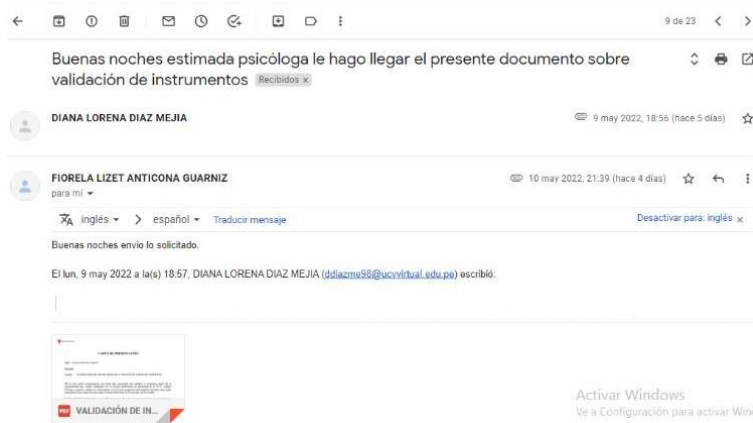 9 de 23
Buenas noches estimada psicóloga le hago llegar el presente documento sobre
validación de instrumentos Recibidos x
DIANA LORENA DIAZ MEJIA
9 may 2022, 18:56 (hace 5 días)
FIORELA LIZET ANTICONA GUARNIZ
10 may 2022, 21:39 (hace 4 días)
para mí
inglés > español Traducir mensaje
Desactivar para: inglés x
Buenas noches envio lo solicitado.
El lun, 9 may 2022 a la(s) 18:57, DIANA LORENA DIAZ MEJIA (ddiazme98@ucvvirtual.edu.pe) escribió:
PDF VALIDACIÓN DE IN...
Activar Windows
Ve a Configuración para activar Win